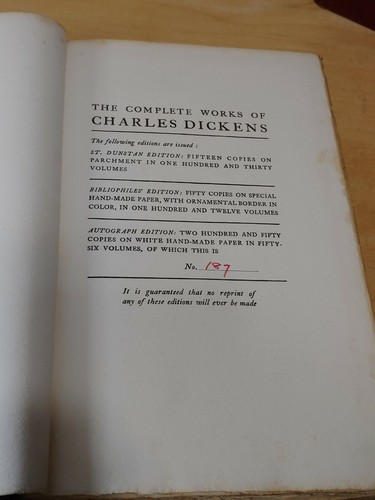 THE COMPLETE WORKS OF
CHARLES DICKENS
The following editions are issued:
ST. DUNSTAN EDITION: FIFTEEN COPIES ON
PARCHMENT IN ONE HUNDRED AND THIRTY
VOLUMES
BIBLIOPHILES' EDITION: FIFTY COPIES ON SPECIAL
HAND-MADE PAPER, WITH ORNAMENTAL BORDER IN
COLOR, IN ONE HUNDRED AND TWELVE VOLUMES
AUTOGRAPH EDITION: TWO HUNDRED AND FIFTY
COPIES ON WHITE HAND-MADE PAPER IN FIFTY-
SIX VOLUMES, OF WHICH THIS IS
No. 187
It is guaranteed that no reprint of
any of these editions will ever be made